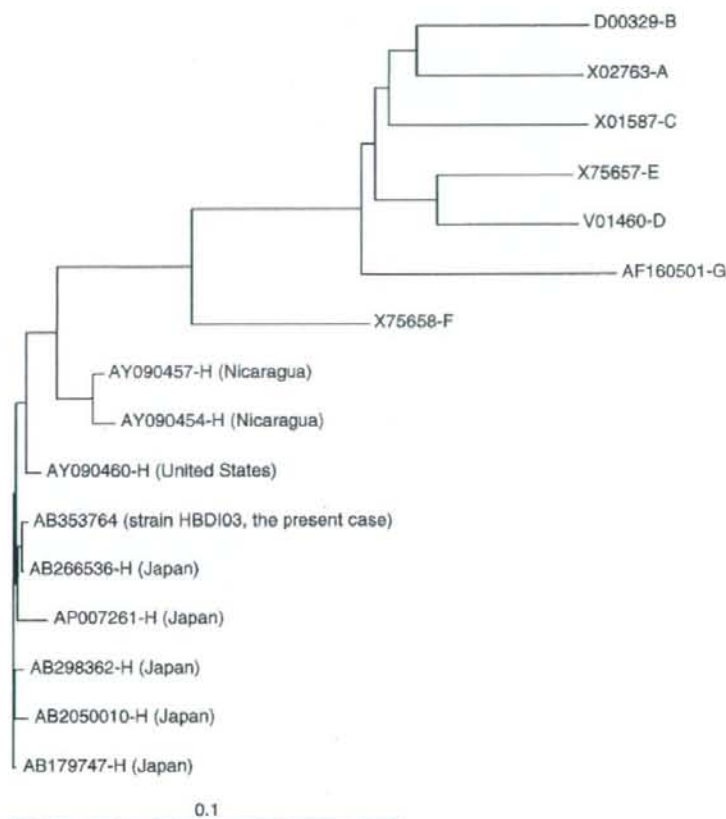 D00329-B
X02763-A
X01587-C
X75657-E
V01460-D
AF160501-G
X75658-F
AY090457-H (Nicaragua)
AY090454-H (Nicaragua)
AY090460-H (United States)
AB353764 (strain HBDI03, the present case)
AB266536-H (Japan)
AP007261-H (Japan)
AB298362-H (Japan)
AB2050010-H (Japan)
AB179747-H (Japan)
0.1